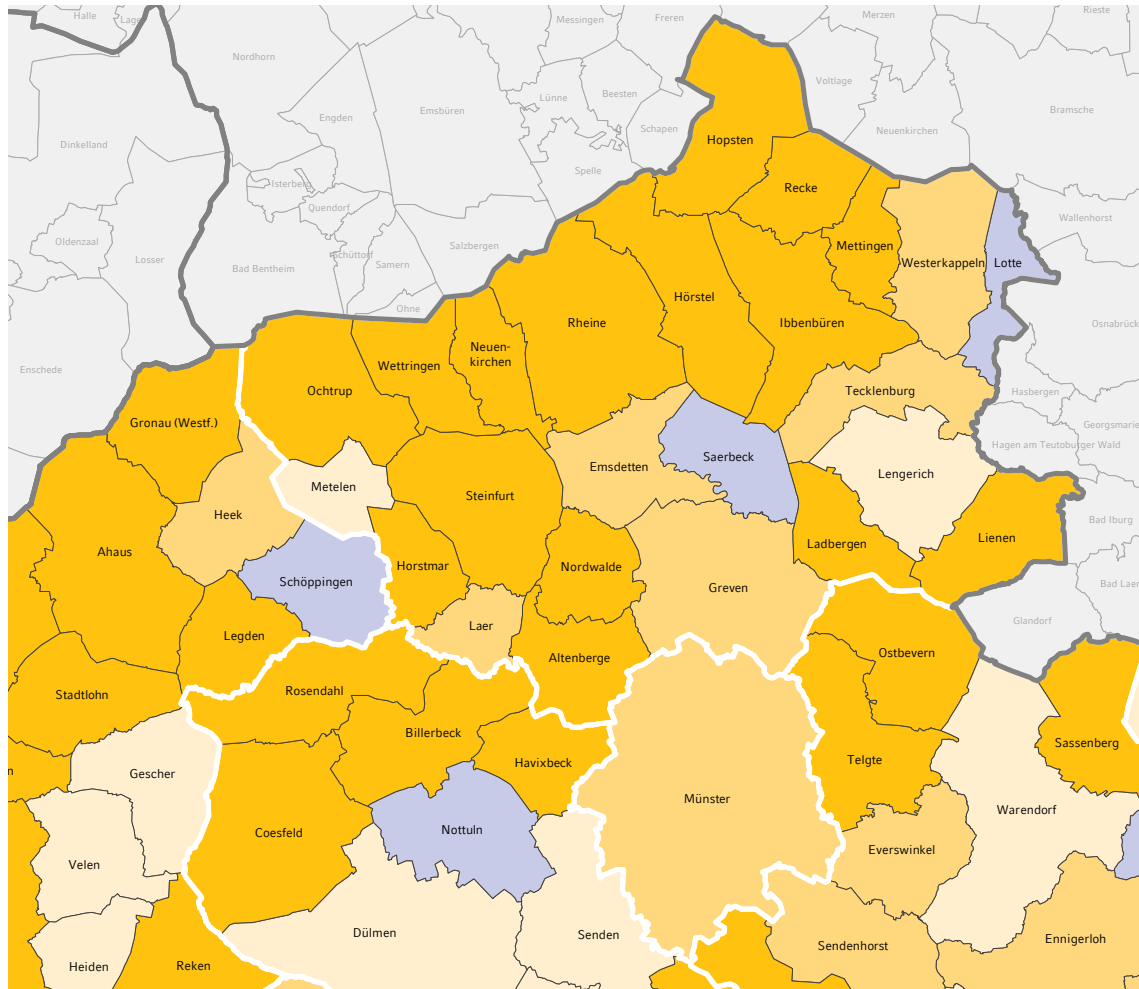 Halle
Lage
Messingen
Freren
Merzen
Rieste
Nordhorn
Lünne
Beesten
Voltlage
Emsbüren
Engden
Bramsche
Schapen
Neuenkirchen
Dinkelland
Hopsten
Spelle
Isterberg
Recke
Quendorf
Wallenhorst
Oldenzaal
Losser
Salzbergen
Mettingen
Schüttorf
Samern
Bad Bentheim
Westerkappeln
Lotte
Hörstel
Ohne
Rheine
Ibbenbüren
Osnabrück
Neuen-
kirchen
Enschede
Wettringen
Ochtrup
Tecklenburg
Hasbergen
Gronau (Westf.)
Georgsmarie
Hagen am Teutoburger Wald
Saerbeck
Emsdetten
Lengerich
Metelen
Steinfurt
Heek
Bad Iburg
Lienen
Ladbergen
Ahaus
Horstmar
Nordwalde
Schöppingen
Bad Laer
Greven
Glandorf
Laer
Legden
Ostbevern
Altenberge
Rosendahl
Stadtlohn
Billerbeck
Sassenberg
Havixbeck
Telgte
n
Gescher
Münster
Warendorf
Nottuln
Coesfeld
Everswinkel
Velen
Dülmen
Senden
Ennigerloh
Sendenhorst
Heiden
Reken